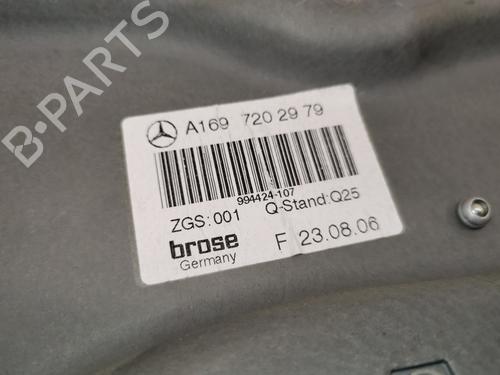 A169 720 29 79
994424-107
ZGS:001 Q-Stand:Q25
brose
Germany
F 23.08.06
B-PARTS